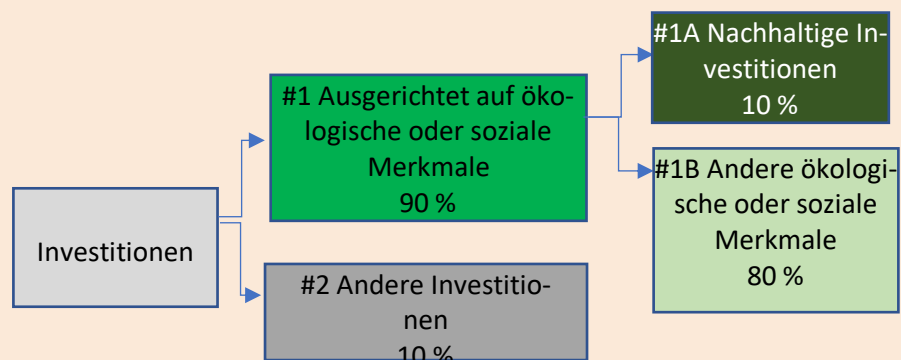 Investitionen
#1 Ausgerichtet auf öko-
logische oder soziale
Merkmale
90 %
#2 Andere Investitio-
nen
10 %
#1A Nachhaltige In-
vestitionen
10 %
#1B Andere ökologi-
sche oder soziale
Merkmale
80 %